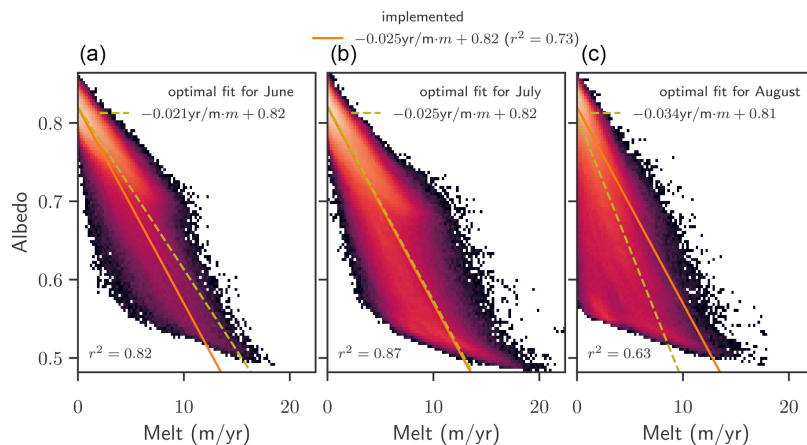 implemented
−0.025yr/m·m + 0.82 (r² = 0.73)
(a)
(b)
(c)
optimal fit for June
−0.021yr/m·m + 0.82
optimal fit for July
−0.025yr/m·m + 0.82
optimal fit for August
−0.034yr/m·m + 0.81
Albedo
0.8
0.7
0.6
0.5
r² = 0.82
r² = 0.87
r² = 0.63
0 10 20
0 10 20
0 10 20
Melt (m/yr)
Melt (m/yr)
Melt (m/yr)